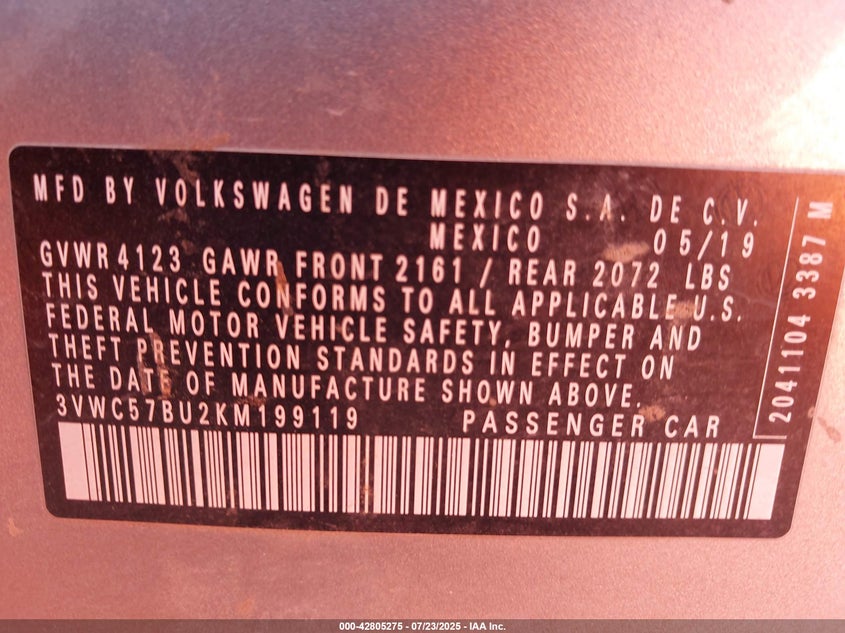 MFD BY VOLKSWAGEN DE MEXICO S.A. DE C.V.
MEXICO 05/19
GVWR 4123 GAWR FRONT 2161 / REAR 2072 LBS
THIS VEHICLE CONFORMS TO ALL APPLICABLE U.S.
FEDERAL MOTOR VEHICLE SAFETY, BUMPER AND
THEFT PREVENTION STANDARDS IN EFFECT ON
THE DATE OF MANUFACTURE SHOWN ABOVE.
3VWC57BU2KM199119 PASSENGER CAR
2041104 3387 M
000-42805275 | 07/23/2025 - IAA Inc.